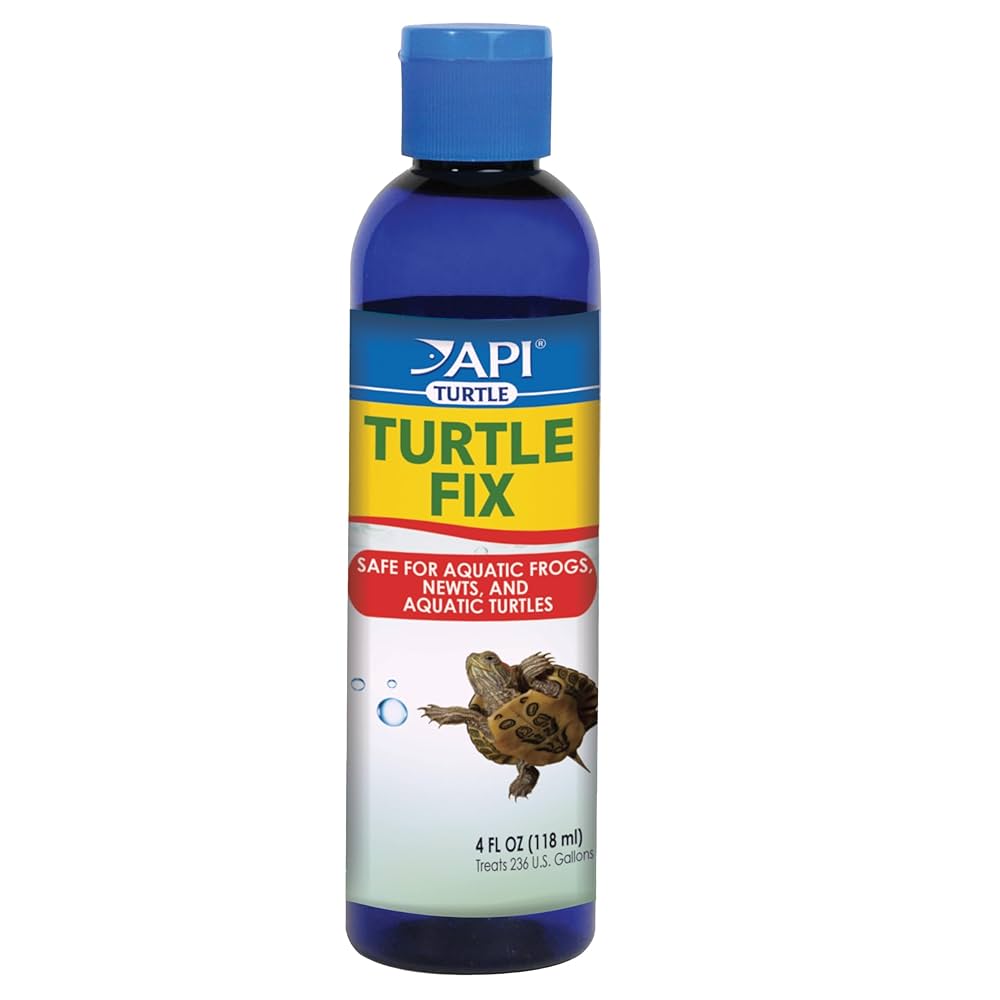 API®
TURTLE
TURTLE
FIX
SAFE FOR AQUATIC FROGS,
NEWTS, AND
AQUATIC TURTLES
4 FL OZ (118 ml)
Treats 236 U.S. Gallons